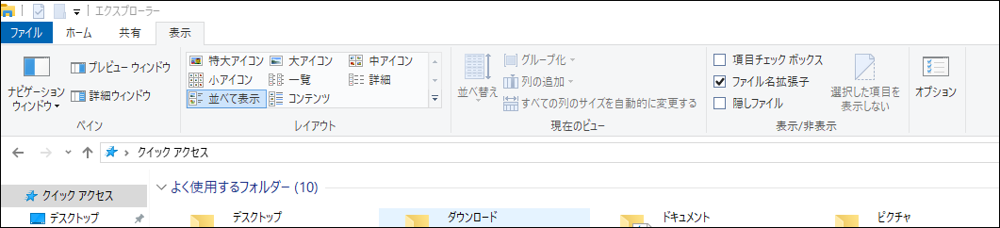 エクスプローラー
ファイル ホーム 共有 表示
ナビゲーション ウィンドウ
プレビュー ウィンドウ
詳細ウィンドウ
ペイン
特大アイコン 大アイコン 中アイコン
小アイコン 一覧 詳細
並べて表示 コンテンツ
レイアウト
並べ替え
グループ化
列の追加
すべての列のサイズを自動的に変更する
現在のビュー
項目チェック ボックス
ファイル名拡張子
隠しファイル
選択した項目を
表示しない
表示/非表示
オプション
クイック アクセス
クイック アクセス
デスクトップ
よく使用するフォルダー (10)
デスクトップ ダウンロード ドキュメント ピクチャ